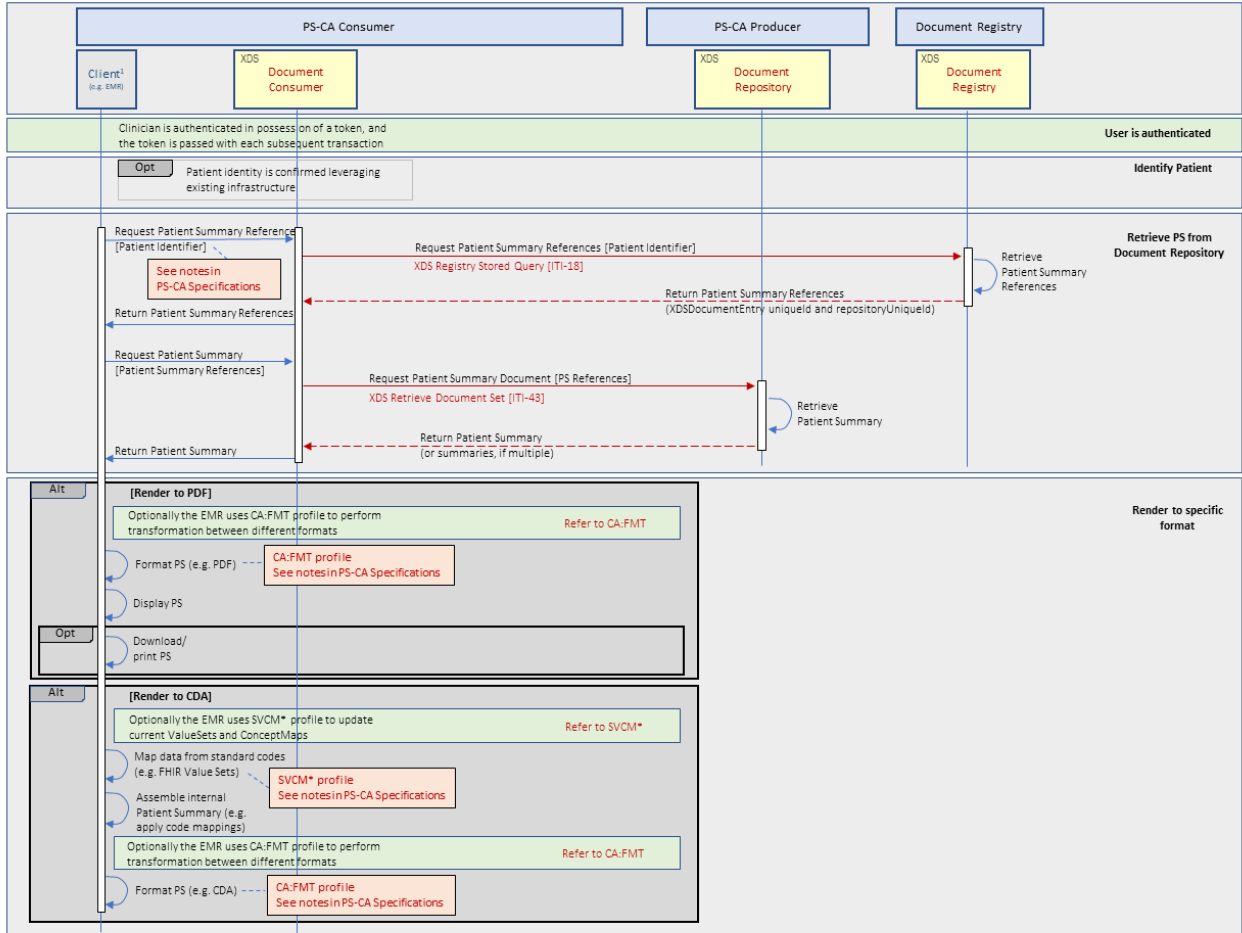 PS-CA Consumer
PS-CA Producer
Document Registry
Client¹
(e.g. EMR)
XDS
Document
Consumer
XDS
Document
Repository
XDS
Document
Registry
Clinician is authenticated in possession of a token, and
the token is passed with each subsequent transaction
User is authenticated
Opt
Patient identity is confirmed leveraging
existing infrastructure
Identify Patient
Retrieve PS from
Document Repository
Request Patient Summary Reference
[Patient Identifier]
See notes in
PS-CA Specifications
Request Patient Summary References [Patient Identifier]
XDS Registry Stored Query [ITI-18]
Retrieve
Patient Summary
References
Return Patient Summary References
(XDSDocumentEntry uniqueId and repositoryUniqueId)
Return Patient Summary References
Request Patient Summary
[Patient Summary References]
Request Patient Summary Document [PS References]
XDS Retrieve Document Set [ITI-43]
Retrieve
Patient Summary
Return Patient Summary
(or summaries, if multiple)
Return Patient Summary
Render to specific
format
Alt
[Render to PDF]
Optionally the EMR uses CA:FMT profile to perform
transformation between different formats
Refer to CA:FMT
Format PS (e.g. PDF)
CA:FMT profile
See notes in PS-CA Specifications
Display PS
Opt
Download/
print PS
Alt
[Render to CDA]
Optionally the EMR uses SVCM* profile to update
current ValueSets and ConceptMaps
Refer to SVCM*
Map data from standard codes
(e.g. FHIR Value Sets)
SVCM* profile
See notes in PS-CA Specifications
Assemble internal
Patient Summary (e.g.
apply code mappings)
Optionally the EMR uses CA:FMT profile to perform
transformation between different formats
Refer to CA:FMT
Format PS (e.g. CDA)
CA:FMT profile
See notes in PS-CA Specifications